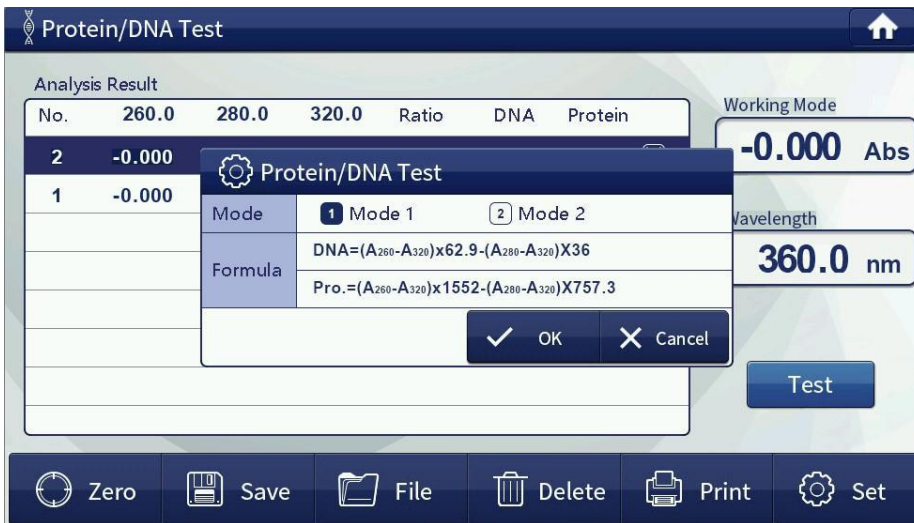 Protein/DNA Test
Analysis Result
No. 260.0 280.0 320.0 Ratio DNA Protein
2 -0.000
1 -0.000
Working Mode
-0.000 Abs
Wavelength
360.0 nm
Test
Protein/DNA Test
Mode 1 Mode 1 2 Mode 2
Formula
DNA=(A260-A320)x62.9-(A280-A320)X36
Pro.=(A260-A320)x1552-(A280-A320)X757.3
OK Cancel
Zero Save File Delete Print Set